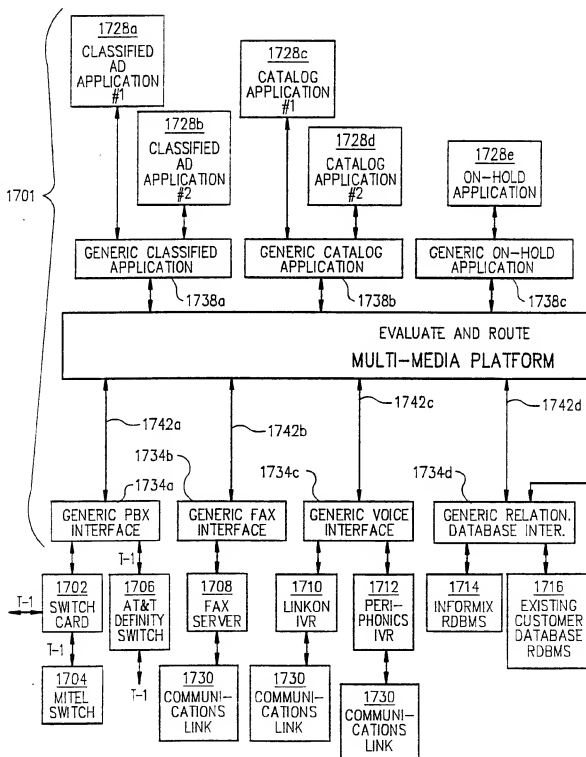 1728a
CLASSIFIED
AD
APPLICATION
#1
1728c
CATALOG
APPLICATION
#1
1728b
CLASSIFIED
AD
APPLICATION
#2
1728d
CATALOG
APPLICATION
#2
1728e
ON-HOLD
APPLICATION
1701
GENERIC CLASSIFIED
APPLICATION
GENERIC CATALOG
APPLICATION
GENERIC ON-HOLD
APPLICATION
1738a
1738b
1738c
EVALUATE AND ROUTE
MULTI-MEDIA PLATFORM
1742a
1742b
1742c
1742d
1734a
1734b
1734c
1734d
GENERIC PBX
INTERFACE
GENERIC FAX
INTERFACE
GENERIC VOICE
INTERFACE
GENERIC RELATION.
DATABASE INTER.
T-1
T-1
1702
SWITCH
CARD
1706
AT&T
DEFINITY
SWITCH
1708
FAX
SERVER
1710
LINKON
IVR
1712
PERI-
PHONICS
IVR
1714
INFORMIX
RDBMS
1716
EXISTING
CUSTOMER
DATABASE
RDBMS
T-1
T-1
1704
MITEL
SWITCH
1730
COMMUNI-
CATIONS
LINK
1730
COMMUNI-
CATIONS
LINK
1730
COMMUNI-
CATIONS
LINK